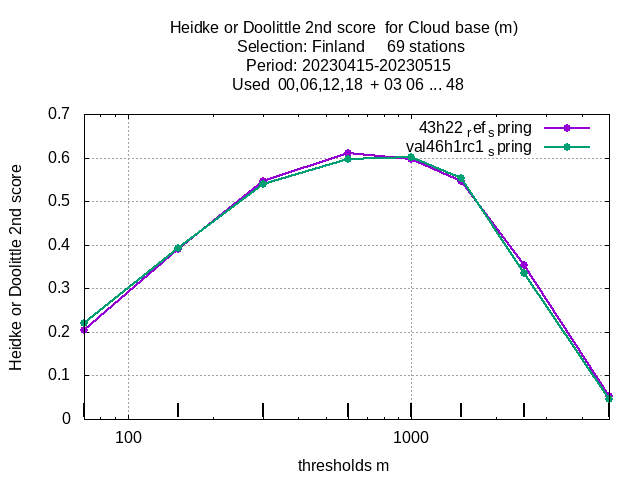 Heidke or Doolittle 2nd score  for Cloud base (m)
Selection: Finland     69 stations
Period: 20230415-20230515
Used  00,06,12,18  + 03 06 ... 48
43h22 ref spring
val46h1rc1 spring
0.7
0.6
0.5
0.4
0.3
0.2
0.1
0
Heidke or Doolittle 2nd score
100
1000
thresholds m